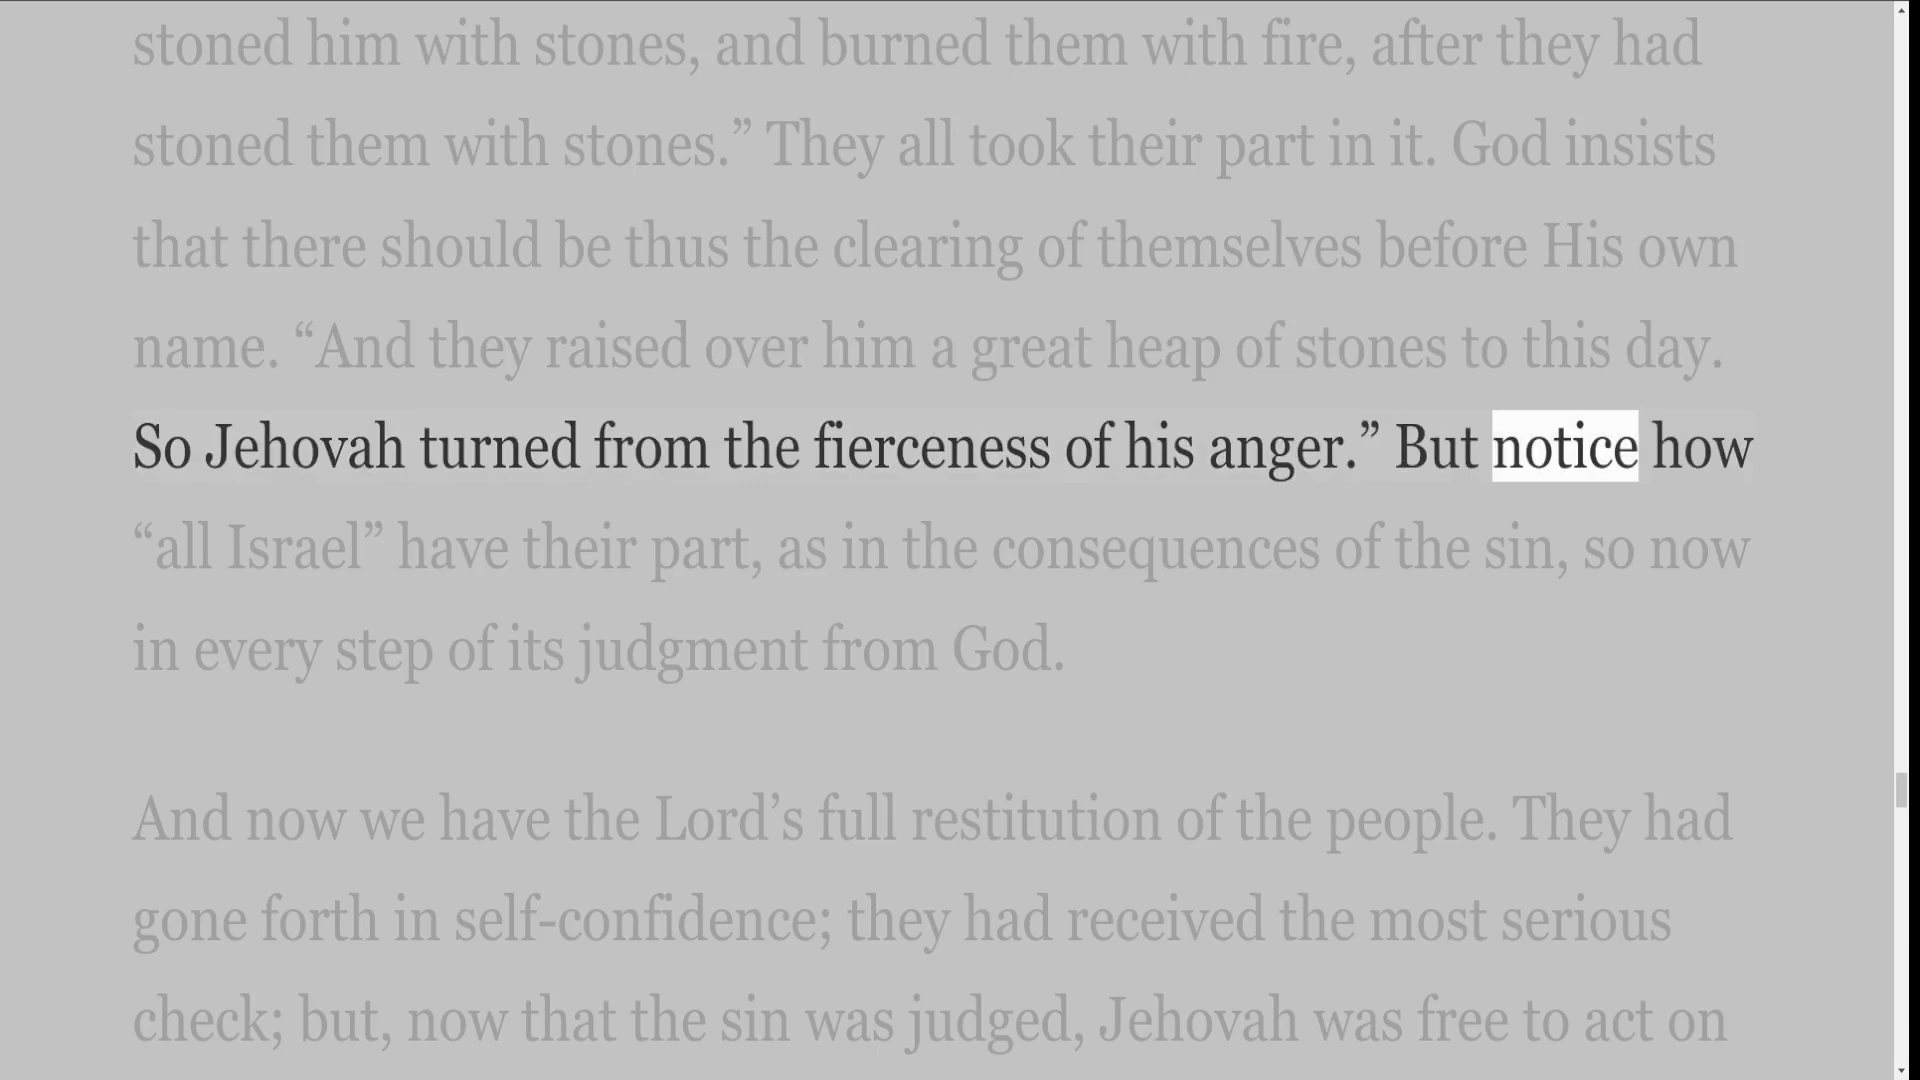 stoned him with stones, and burned them with fire, after they had
stoned them with stones.” They all took their part in it. God insists
that there should be thus the clearing of themselves before His own
name. “And they raised over him a great heap of stones to this day.
So Jehovah turned from the fierceness of his anger.” But notice how
“all Israel” have their part, as in the consequences of the sin, so now
in every step of its judgment from God.
And now we have the Lord’s full restitution of the people. They had
gone forth in self-confidence; they had received the most serious
check; but, now that the sin was judged, Jehovah was free to act on